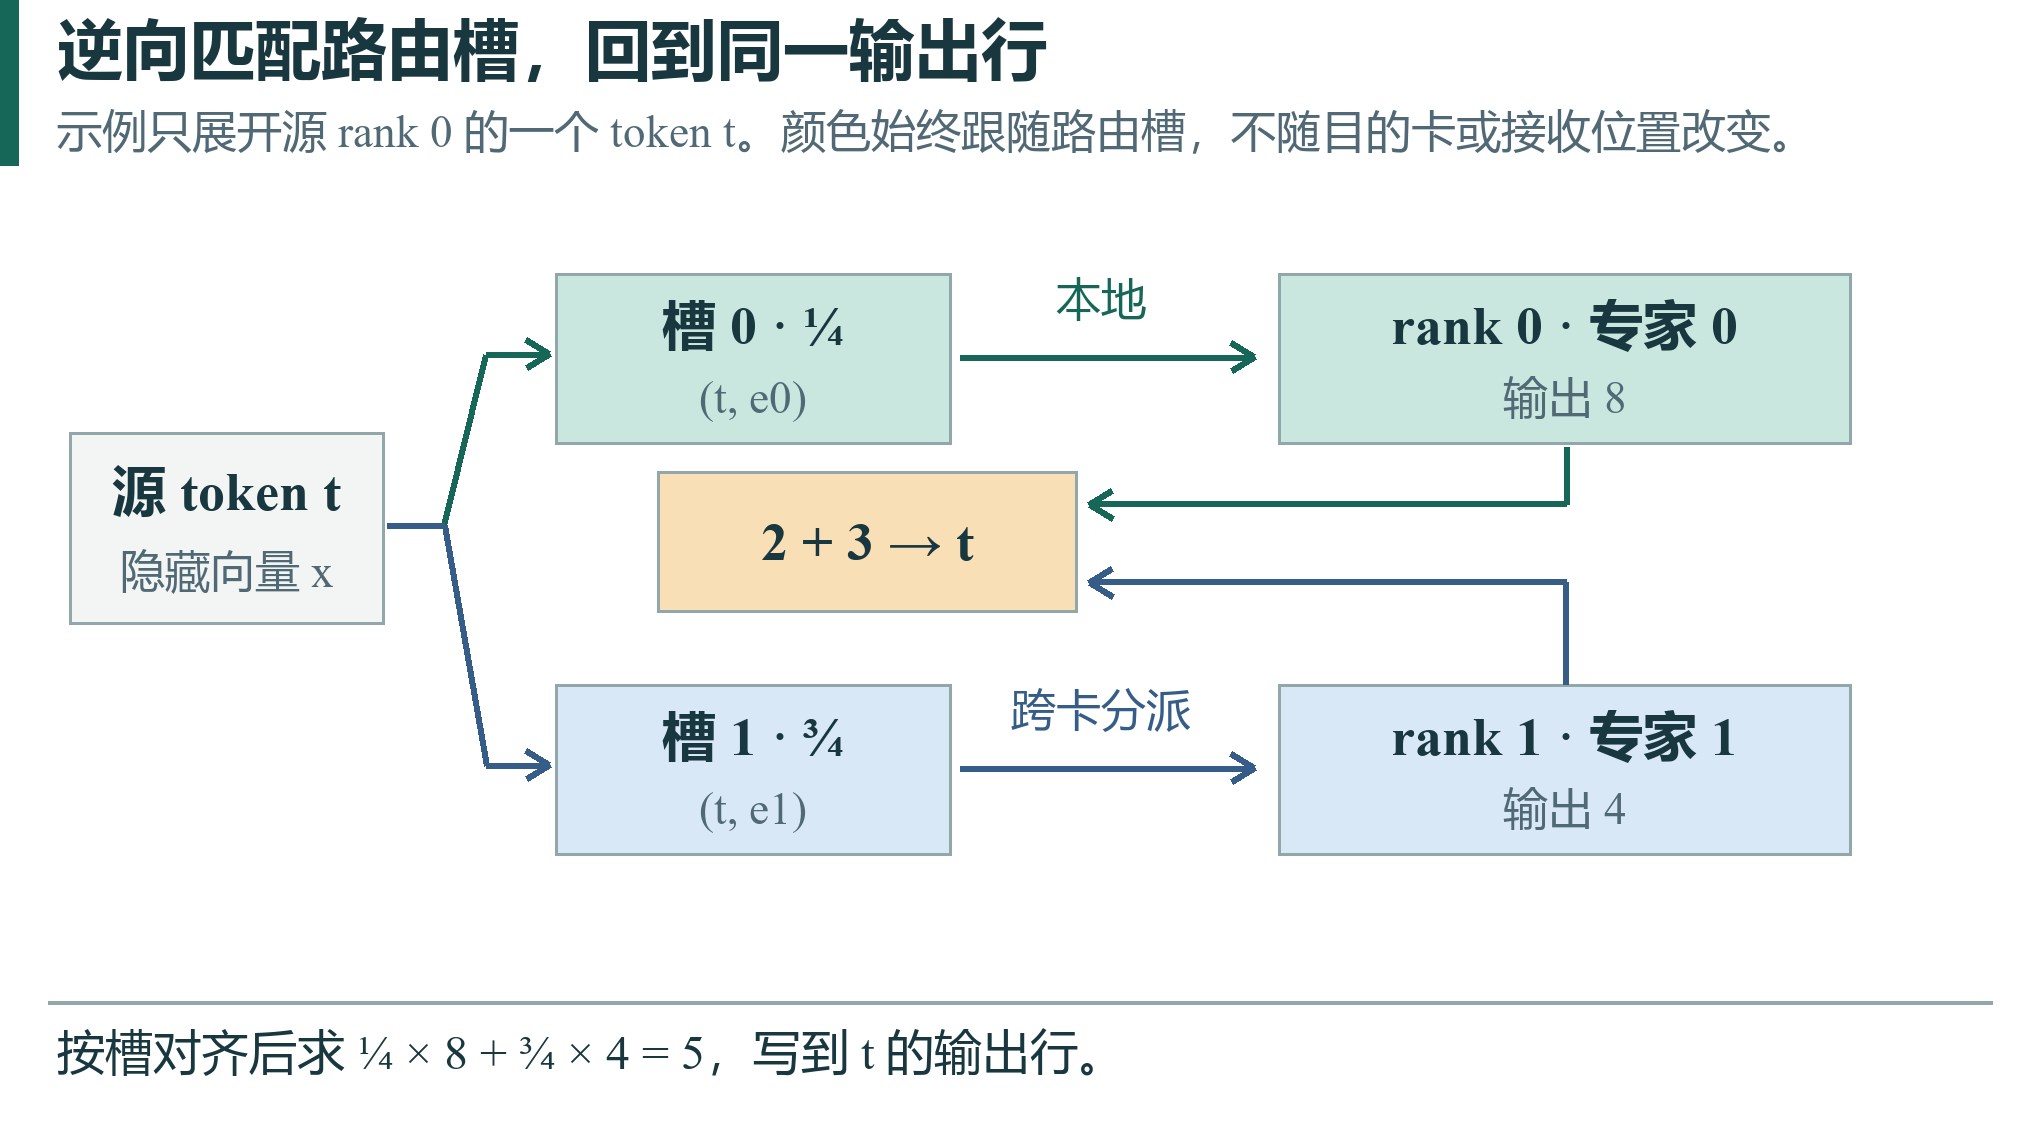 逆向匹配路由槽，回到同一输出行
示例只展开源 rank 0 的一个 token t。颜色始终跟随路由槽，不随目的卡或接收位置改变。
槽 0 · ¼
(t, e0)
本地
rank 0 · 专家 0
输出 8
源 token t
隐藏向量 x
2 + 3 → t
槽 1 · ¾
(t, e1)
跨卡分派
rank 1 · 专家 1
输出 4
按槽对齐后求 ¼ × 8 + ¾ × 4 = 5，写到 t 的输出行。